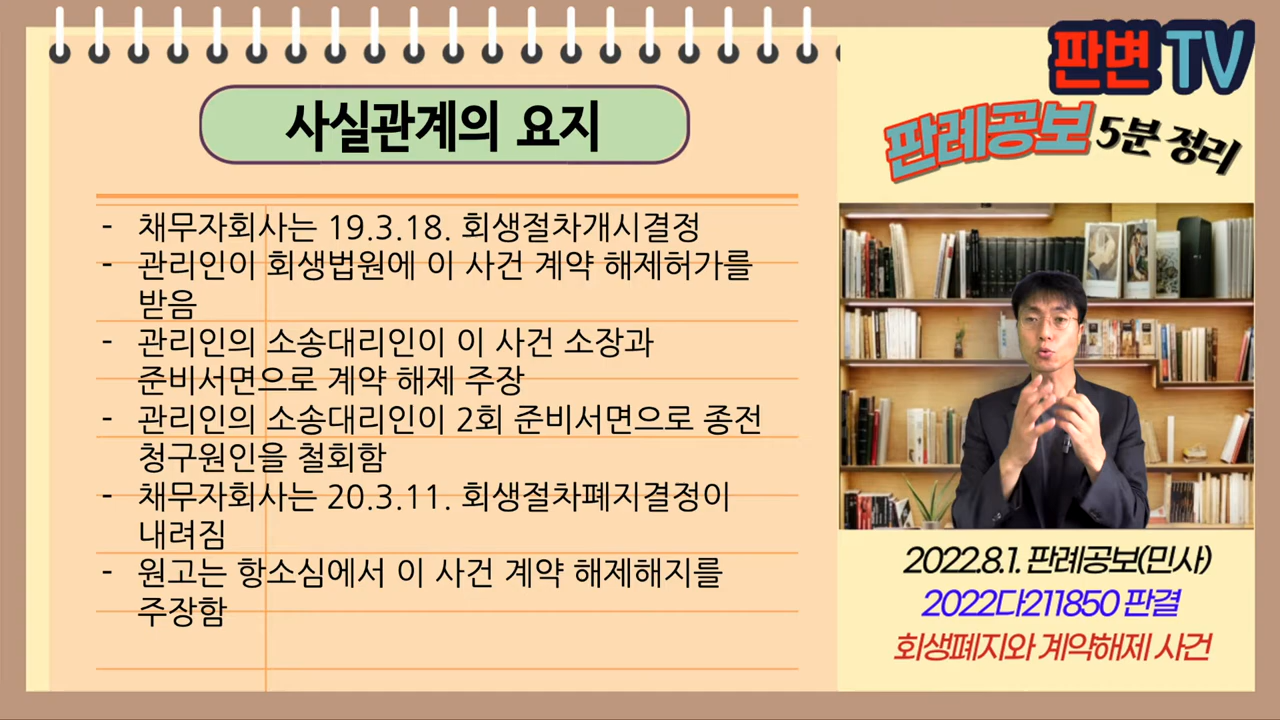 사실관계의 요지
- 채무자회사는 19.3.18. 회생절차개시결정
- 관리인이 회생법원에 이 사건 계약 해제허가를
받음
- 관리인의 소송대리인이 이 사건 소장과
준비서면으로 계약 해제 주장
- 관리인의 소송대리인이 2회 준비서면으로 종전
청구원인을 철회함
- 채무자회사는 20.3.11. 회생절차폐지결정이
내려짐
- 원고는 항소심에서 이 사건 계약 해제해지를
주장함
판변 TV
판례공보 5분 정리
2022.8.1. 판례공보(민사)
2022다211850 판결
회생폐지와 계약해제 사건